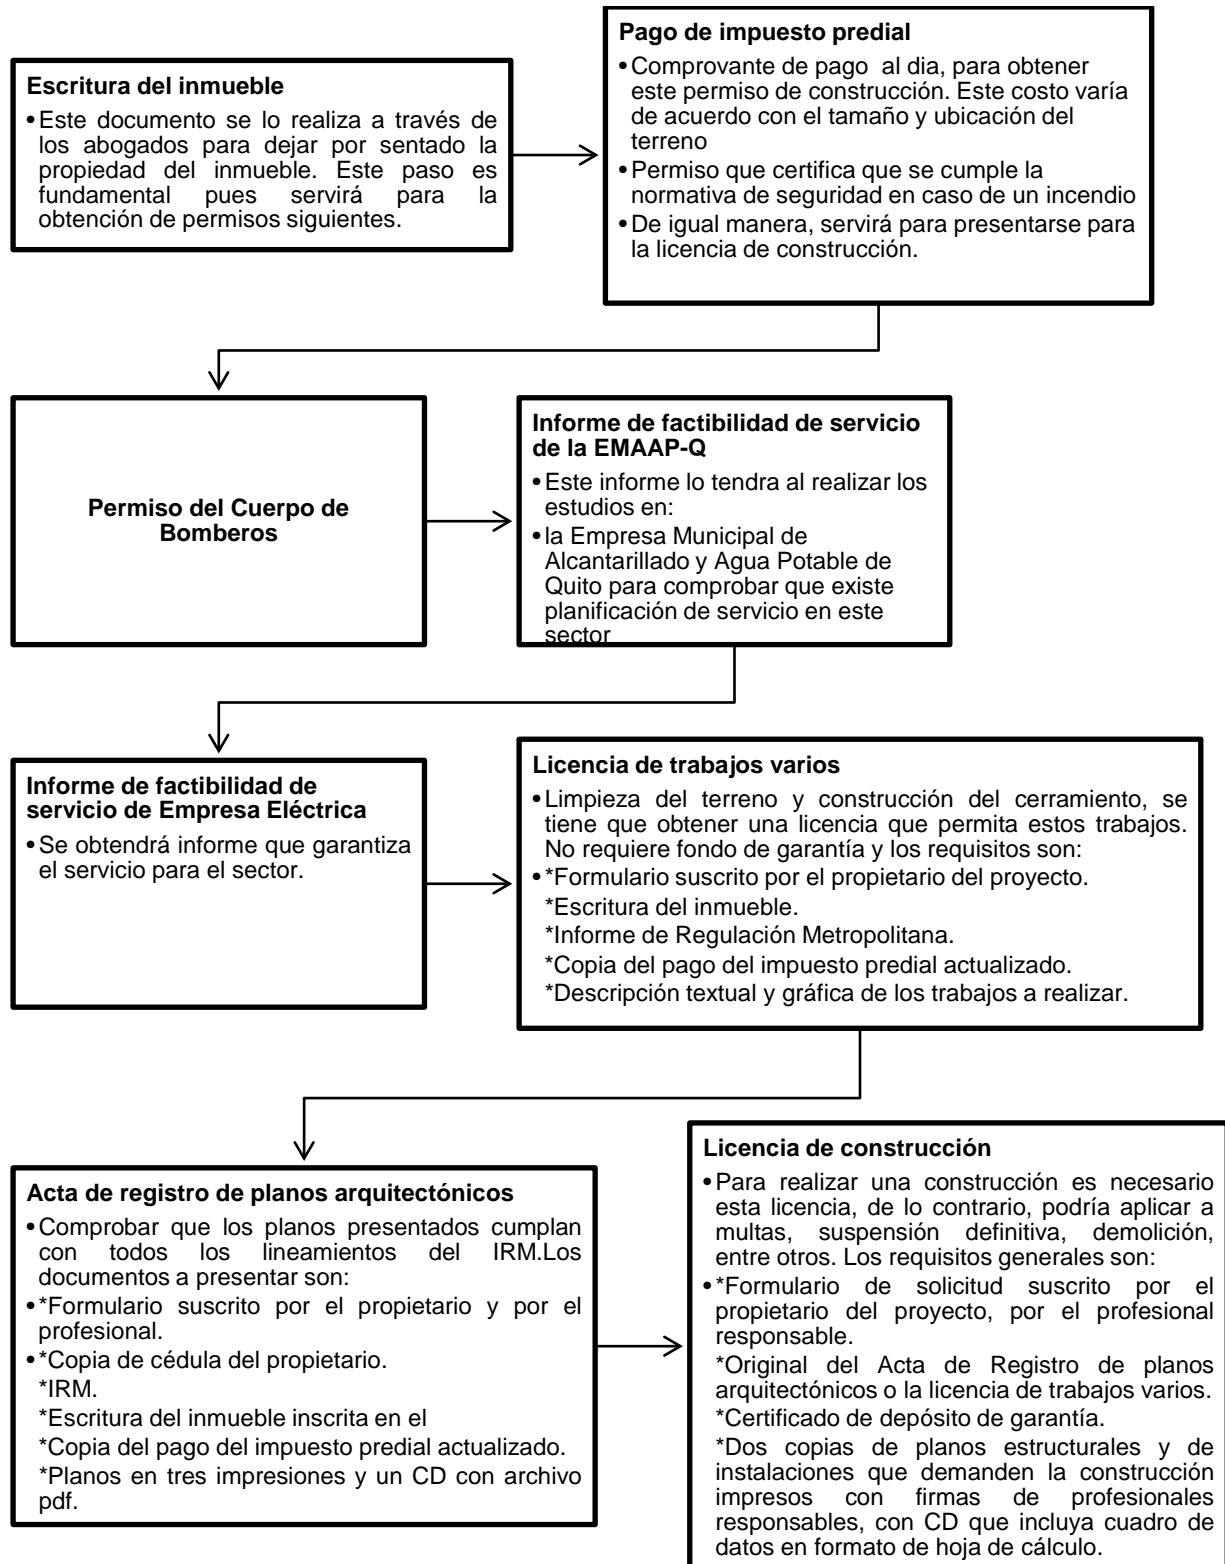 Escritura del inmueble
•Este documento se lo realiza a través de
los abogados para dejar por sentado la
propiedad del inmueble. Este paso es
fundamental pues servirá para la
obtención de permisos siguientes.
Pago de impuesto predial
•Comprovante de pago al dia, para obtener
este permiso de construcción. Este costo varía
de acuerdo con el tamaño y ubicación del
terreno
•Permiso que certifica que se cumple la
normativa de seguridad en caso de un incendio
•De igual manera, servirá para presentarse para
la licencia de construcción.
Permiso del Cuerpo de
Bomberos
Informe de factibilidad de servicio
de la EMAAP-Q
•Este informe lo tendra al realizar los
estudios en:
•la Empresa Municipal de
Alcantarillado y Agua Potable de
Quito para comprobar que existe
planificación de servicio en este
sector
Informe de factibilidad de
servicio de Empresa Eléctrica
•Se obtendrá informe que garantiza
el servicio para el sector.
Licencia de trabajos varios
•Limpieza del terreno y construcción del cerramiento, se
tiene que obtener una licencia que permita estos trabajos.
No requiere fondo de garantía y los requisitos son:
•*Formulario suscrito por el propietario del proyecto.
*Escritura del inmueble.
*Informe de Regulación Metropolitana.
*Copia del pago del impuesto predial actualizado.
*Descripción textual y gráfica de los trabajos a realizar.
Acta de registro de planos arquitectónicos
•Comprobar que los planos presentados cumplan
con todos los lineamientos del IRM.Los
documentos a presentar son:
•*Formulario suscrito por el propietario y por el
profesional.
•*Copia de cédula del propietario.
*IRM.
*Escritura del inmueble inscrita en el
*Copia del pago del impuesto predial actualizado.
*Planos en tres impresiones y un CD con archivo
pdf.
Licencia de construcción
•Para realizar una construcción es necesario
esta licencia, de lo contrario, podría aplicar a
multas, suspensión definitiva, demolición,
entre otros. Los requisitos generales son:
•*Formulario de solicitud suscrito por el
propietario del proyecto, por el profesional
responsable.
*Original del Acta de Registro de planos
arquitectónicos o la licencia de trabajos varios.
*Certificado de depósito de garantía.
*Dos copias de planos estructurales y de
instalaciones que demanden la construcción
impresos con firmas de profesionales
responsables, con CD que incluya cuadro de
datos en formato de hoja de cálculo.